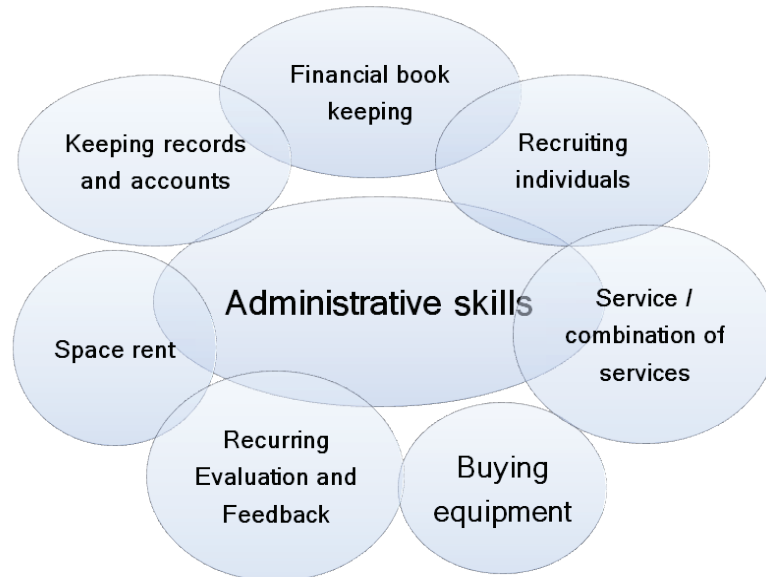 Financial book
keeping
Keeping records
and accounts
Recruiting
individuals
Administrative skills
Service /
combination of
services
Space rent
Recurring
Evaluation and
Feedback
Buying
equipment